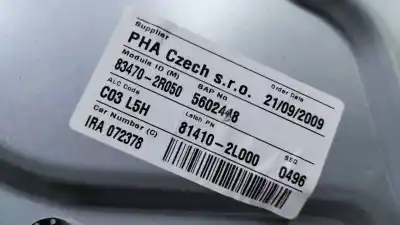 Supplier
PHA Czech s.r.o.
Module ID (M) SAP No Order Date
83470-2R050 5602448 21/09/2009
ALC Code Latch PN SEQ
C03 L5H 81410-2L000 0496
Car Number (C)
IRA 072378